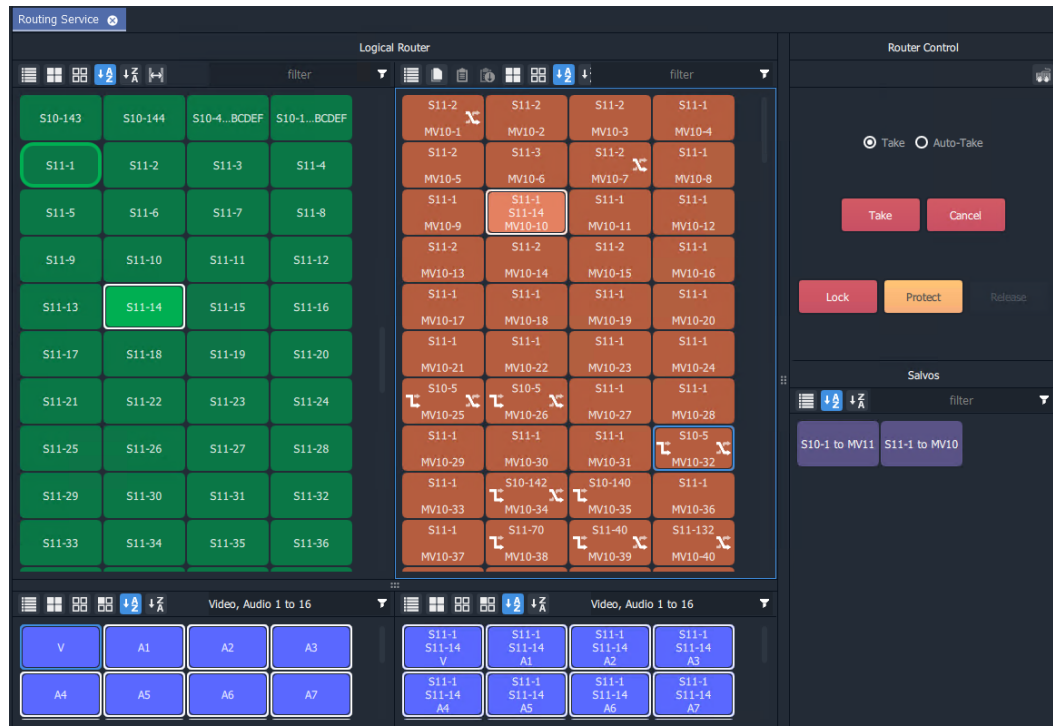 Routing Service
Logical Router
Router Control
filter
filter
S10-143 S10-144 S10-4...BCDEF S10-1...BCDEF
S11-1 S11-2 S11-3 S11-4
S11-5 S11-6 S11-7 S11-8
S11-9 S11-10 S11-11 S11-12
S11-13 S11-14 S11-15 S11-16
S11-17 S11-18 S11-19 S11-20
S11-21 S11-22 S11-23 S11-24
S11-25 S11-26 S11-27 S11-28
S11-29 S11-30 S11-31 S11-32
S11-33 S11-34 S11-35 S11-36
S11-2 S11-2 S11-2 S11-1
MV10-1 MV10-2 MV10-3 MV10-4
S11-2 S11-3 S11-2 S11-1
MV10-5 MV10-6 MV10-7 MV10-8
S11-1 S11-1 S11-1 S11-1
S11-14
MV10-9 MV10-10 MV10-11 MV10-12
S11-2 S11-2 S11-2 S11-1
MV10-13 MV10-14 MV10-15 MV10-16
S11-1 S11-1 S11-1 S11-1
MV10-17 MV10-18 MV10-19 MV10-20
S11-1 S11-1 S11-1 S11-1
MV10-21 MV10-22 MV10-23 MV10-24
S10-5 S10-5 S11-1 S11-1
MV10-25 MV10-26 MV10-27 MV10-28
S11-1 S11-1 S11-1 S10-5
MV10-29 MV10-30 MV10-31 MV10-32
S11-1 S10-142 S10-140 S11-1
MV10-33 MV10-34 MV10-35 MV10-36
S11-1 S11-70 S11-40 S11-132
MV10-37 MV10-38 MV10-39 MV10-40
Take Auto-Take
Take Cancel
Lock Protect Release
Salvos
filter
S10-1 to MV11 S11-1 to MV10
Video, Audio 1 to 16
V A1 A2 A3
A4 A5 A6 A7
Video, Audio 1 to 16
S11-1 S11-1 S11-1 S11-1
S11-14 S11-14 S11-14 S11-14
V A1 A2 A3
S11-1 S11-1 S11-1 S11-1
S11-14 S11-14 S11-14 S11-14
A4 A5 A6 A7